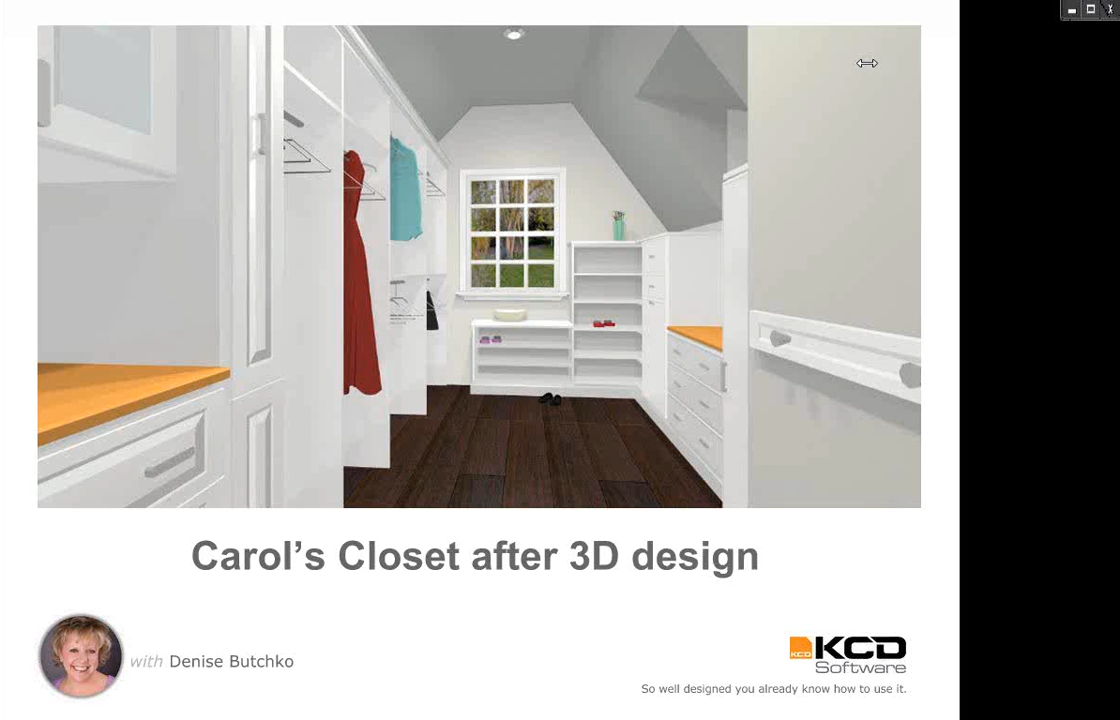 Carol’s Closet after 3D design
with Denise Butchko
KCD
KCD
Software
So well designed you already know how to use it.